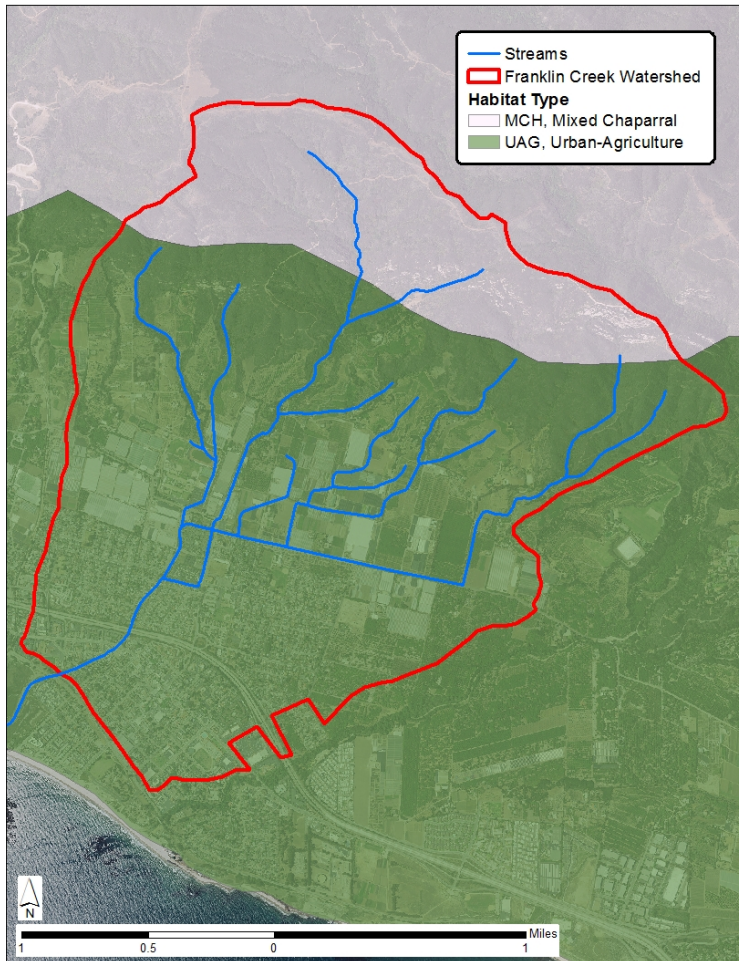 Streams
Franklin Creek Watershed
Habitat Type
MCH, Mixed Chaparral
UAG, Urban-Agriculture
N
Miles
1 0.5 0 1